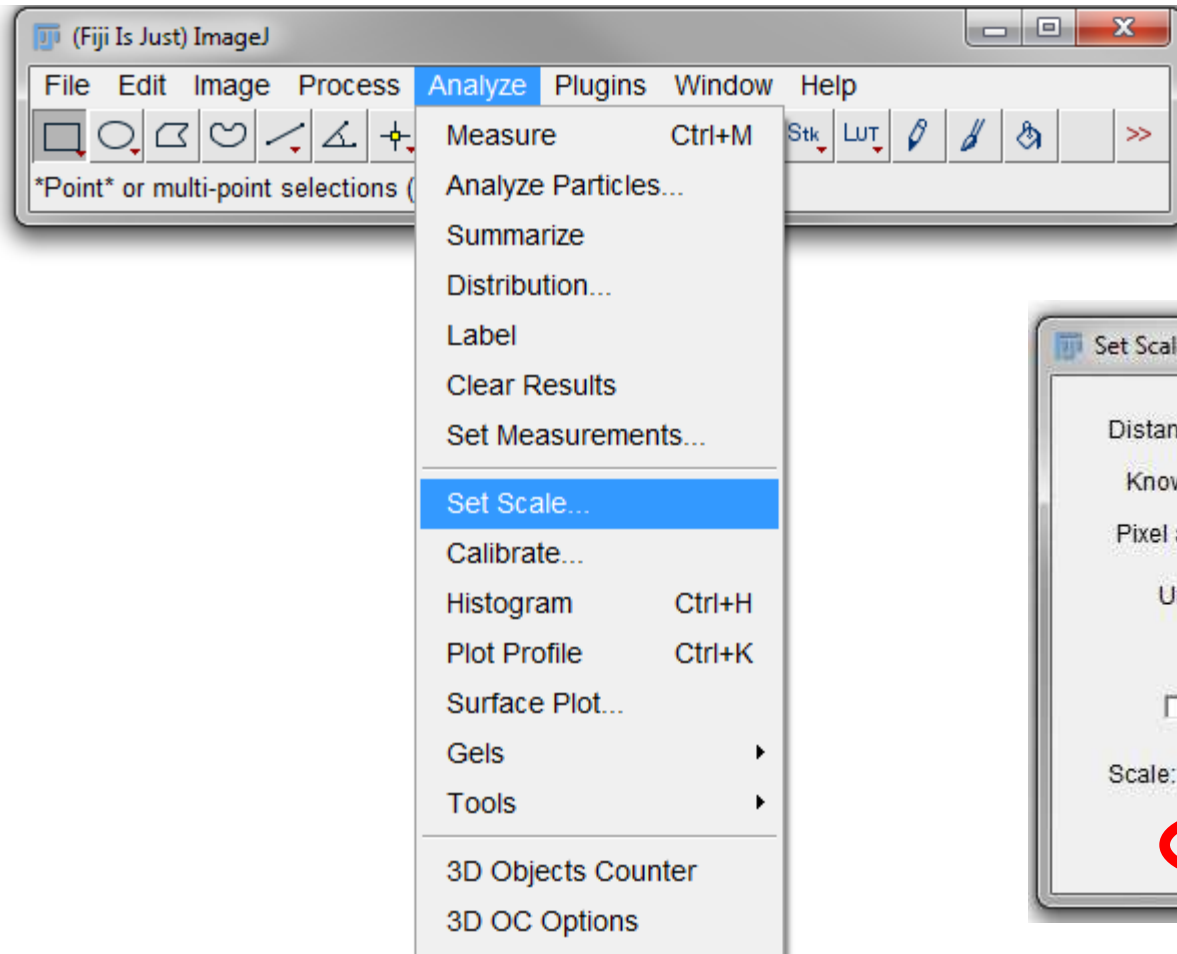 (Fiji Is Just) ImageJ
File Edit Image Process Analyze Plugins Window Help
Stk LUT >>
*Point* or multi-point selections (
Measure Ctrl+M
Analyze Particles...
Summarize
Distribution...
Label
Clear Results
Set Measurements...
Set Scale...
Calibrate...
Histogram Ctrl+H
Plot Profile Ctrl+K
Surface Plot...
Gels
Tools
3D Objects Counter
3D OC Options
Set Scal
Distan
Know
Pixel
U
Scale: